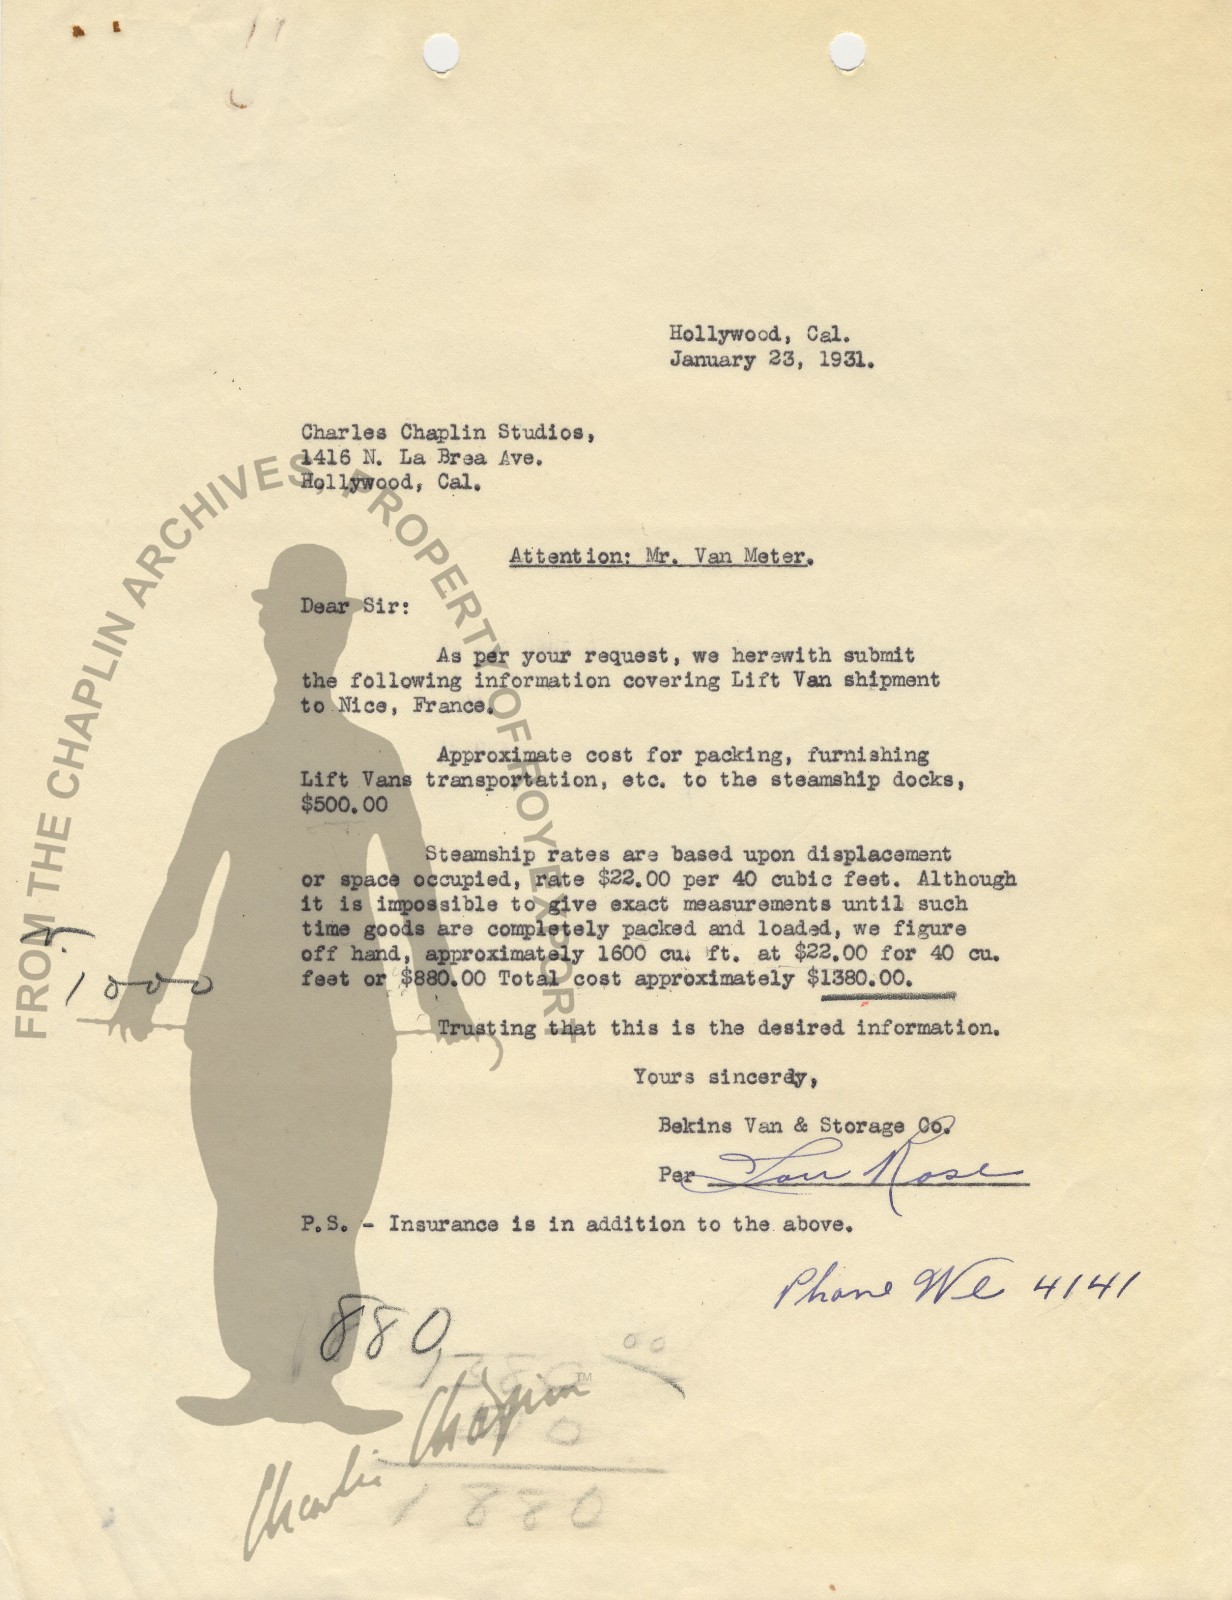 Hollywood, Cal.
January 23, 1931.
Charles Chaplin Studios,
1416 N. La Brea Ave.
Hollywood, Cal.
Attention: Mr. Van Meter.
Dear Sir:
As per your request, we herewith submit
the following information covering Lift Van shipment
to Nice, France.
Approximate cost for packing, furnishing
Lift Vans transportation, etc. to the steamship docks,
$500.00
Steamship rates are based upon displacement
or space occupied, rate $22.00 per 40 cubic feet. Although
it is impossible to give exact measurements until such
time goods are completely packed and loaded, we figure
off hand, approximately 1600 cu. ft. at $22.00 for 40 cu.
feet or $880.00 Total cost approximately $1380.00.
1000
Trusting that this is the desired information.
Yours sincerdy,
Bekins Van & Storage Co.
Per Lou Rose
P.S. - Insurance is in addition to the above.
Phone We 4141
880
00
1880
FROM THE CHAPLIN ARCHIVES, PROPERTY OF ROY EXPORT
Charlie Chaplin TM